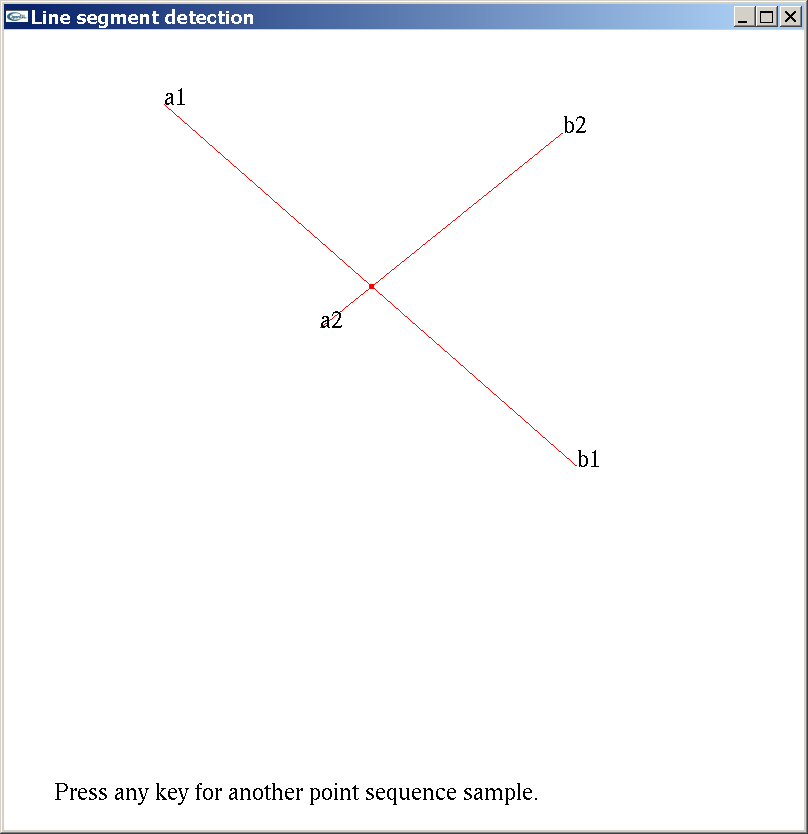 Line segment detection
a1
b2
a2
b1
Press any key for another point sequence sample.